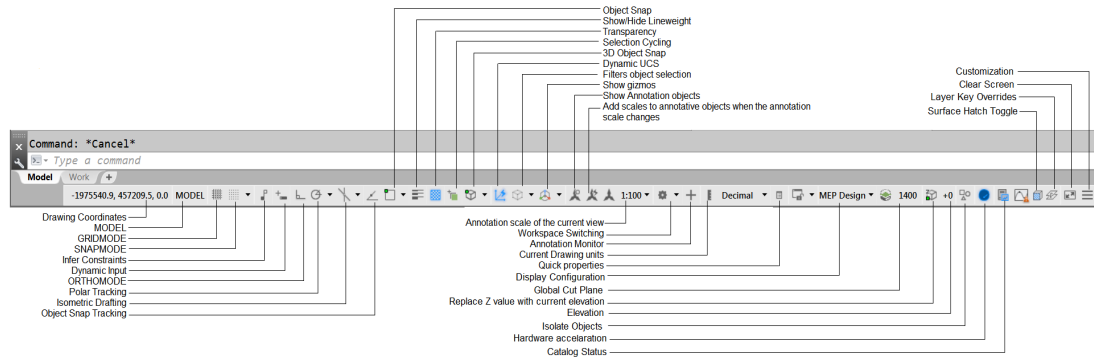 Object Snap
Show/Hide Lineweight
Transparency
Selection Cycling
3D Object Snap
Dynamic UCS
Filters object selection
Show gizmos
Show Annotation objects
Add scales to annotative objects when the annotation
scale changes
Customization
Clear Screen
Layer Key Overrides
Surface Hatch Toggle
Command: *Cancel*
Type a command
Model Work +
-1975540.9, 457209.5, 0.0 MODEL 1:100 Decimal MEP Design 1400 +0
Drawing Coordinates
MODEL
GRIDMODE
SNAPMODE
Infer Constraints
Dynamic Input
ORTHOMODE
Polar Tracking
Isometric Drafting
Object Snap Tracking
Annotation scale of the current view
Workspace Switching
Annotation Monitor
Current Drawing units
Quick properties
Display Configuration
Global Cut Plane
Replace Z value with current elevation
Elevation
Isolate Objects
Hardware accelaration
Catalog Status